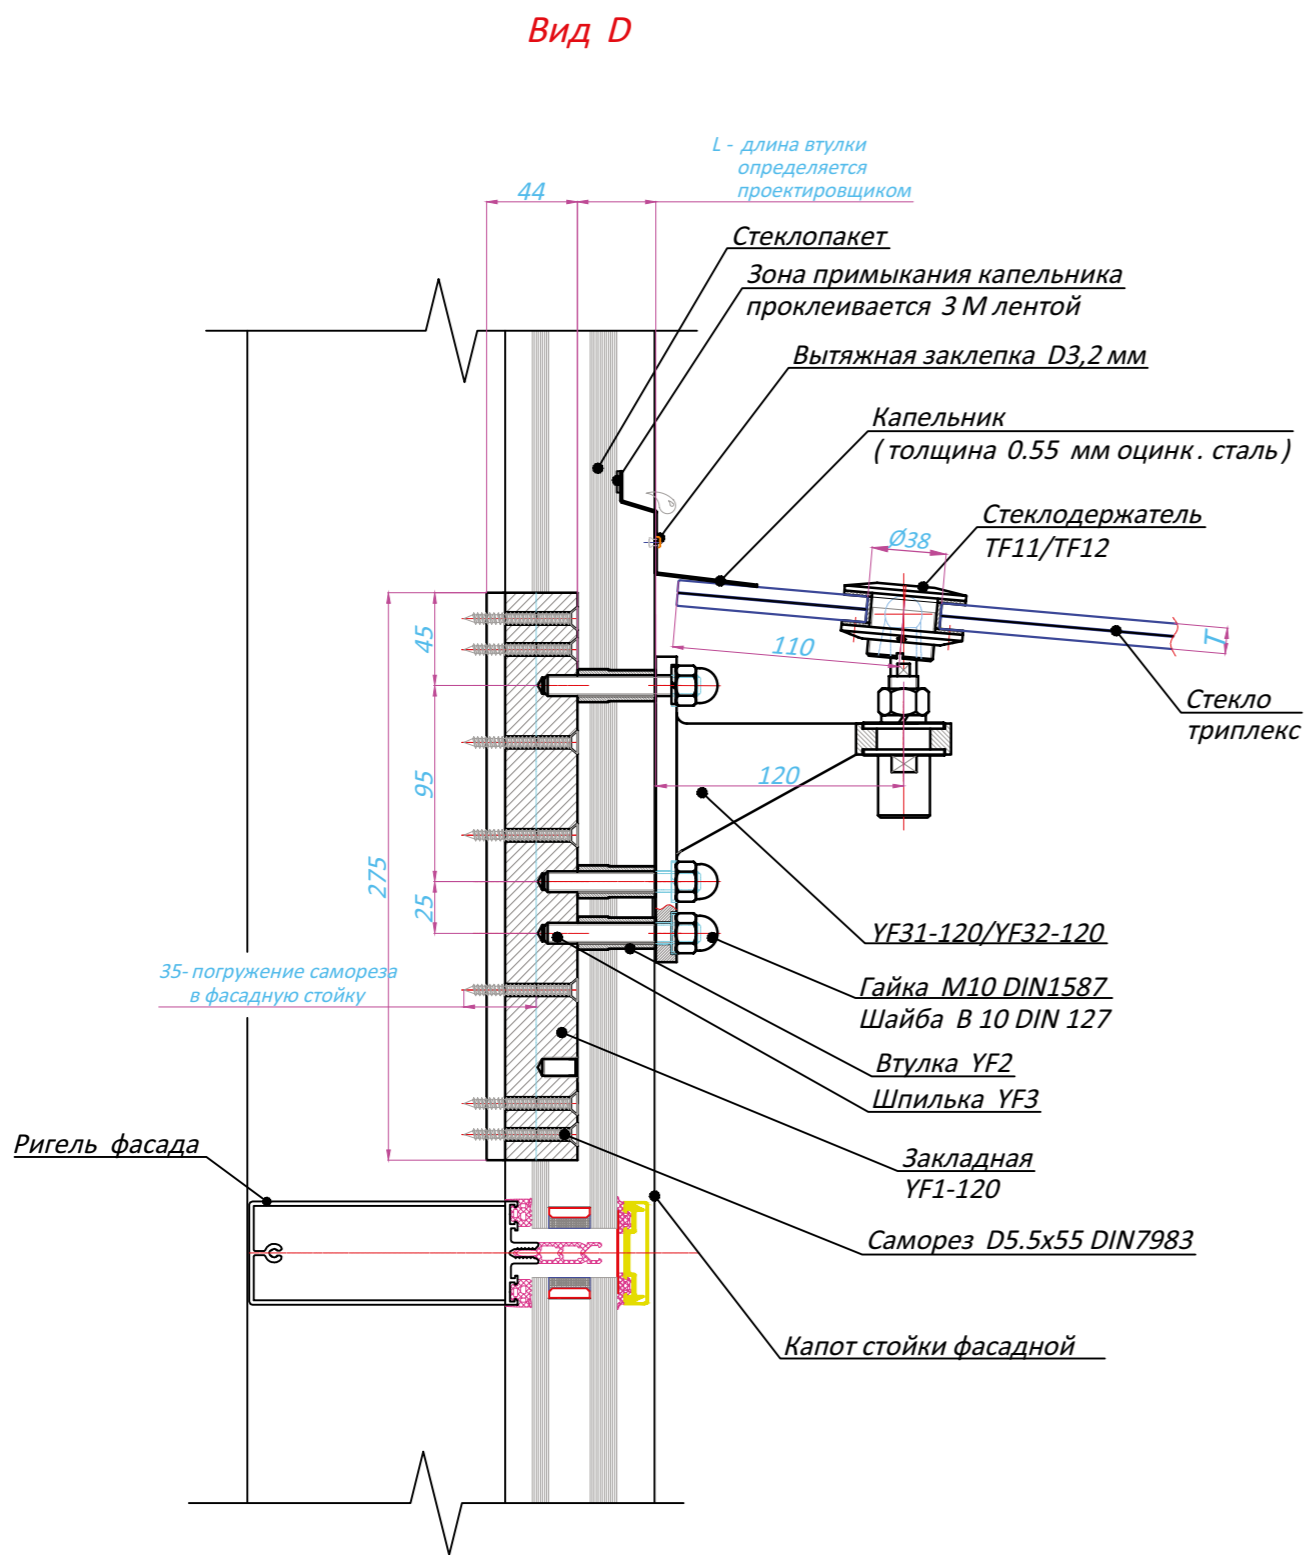 Вид D
L - длина втулки
определяется
проектировщиком
44
Стеклопакет
Зона примыкания капельника
проклеивается 3 М лентой
Вытяжная заклепка D3,2 мм
Капельник
( толщина 0.55 мм оцинк. сталь )
Стеклодержатель
TF11/TF12
Ø38
110
T
Стекло
триплекс
45
95
120
275
25
YF31-120/YF32-120
35- погружение самореза
в фасадную стойку
Гайка M10 DIN1587
Шайба B 10 DIN 127
Втулка YF2
Шпилька YF3
Ригель фасада
Закладная
YF1-120
Саморез D5.5x55 DIN7983
Капот стойки фасадной